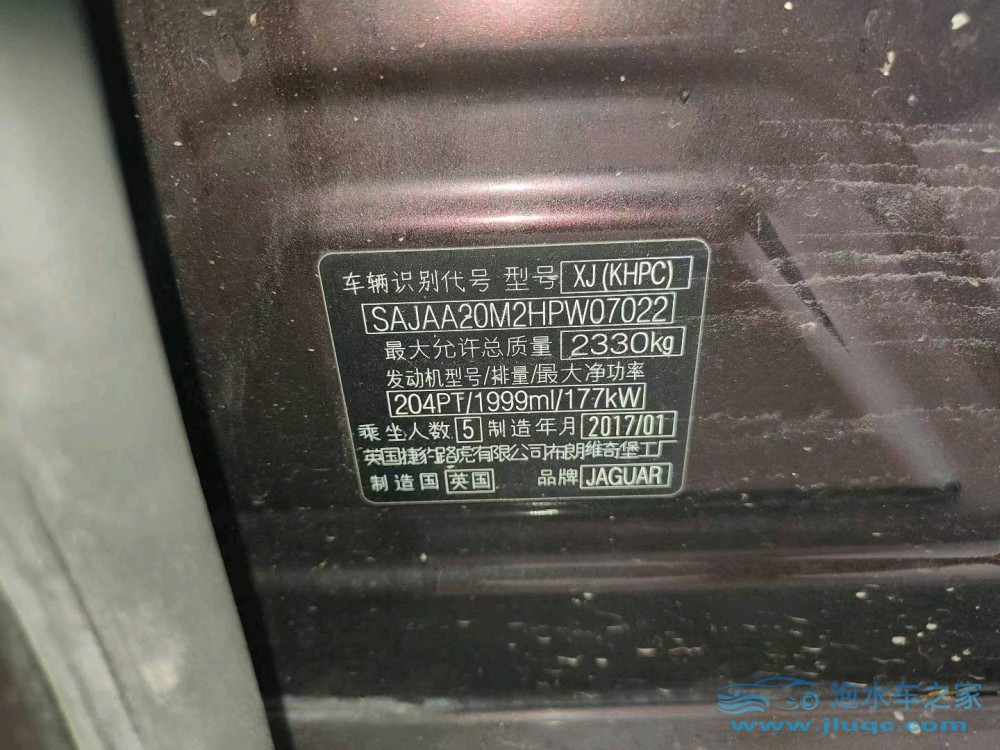 车辆识别代号 型号 XJ(KHPC)
SAJAA20M2HPW07022
最大允许总质量 2330kg
发动机型号/排量/最大净功率
204PT/1999ml/177kW
乘坐人数 5 制造年月 2017/01
英国捷豹路虎有限公司布朗维奇堡工
制造国 英国 品牌 JAGUAR
泡水车之家
www.jluqc.com